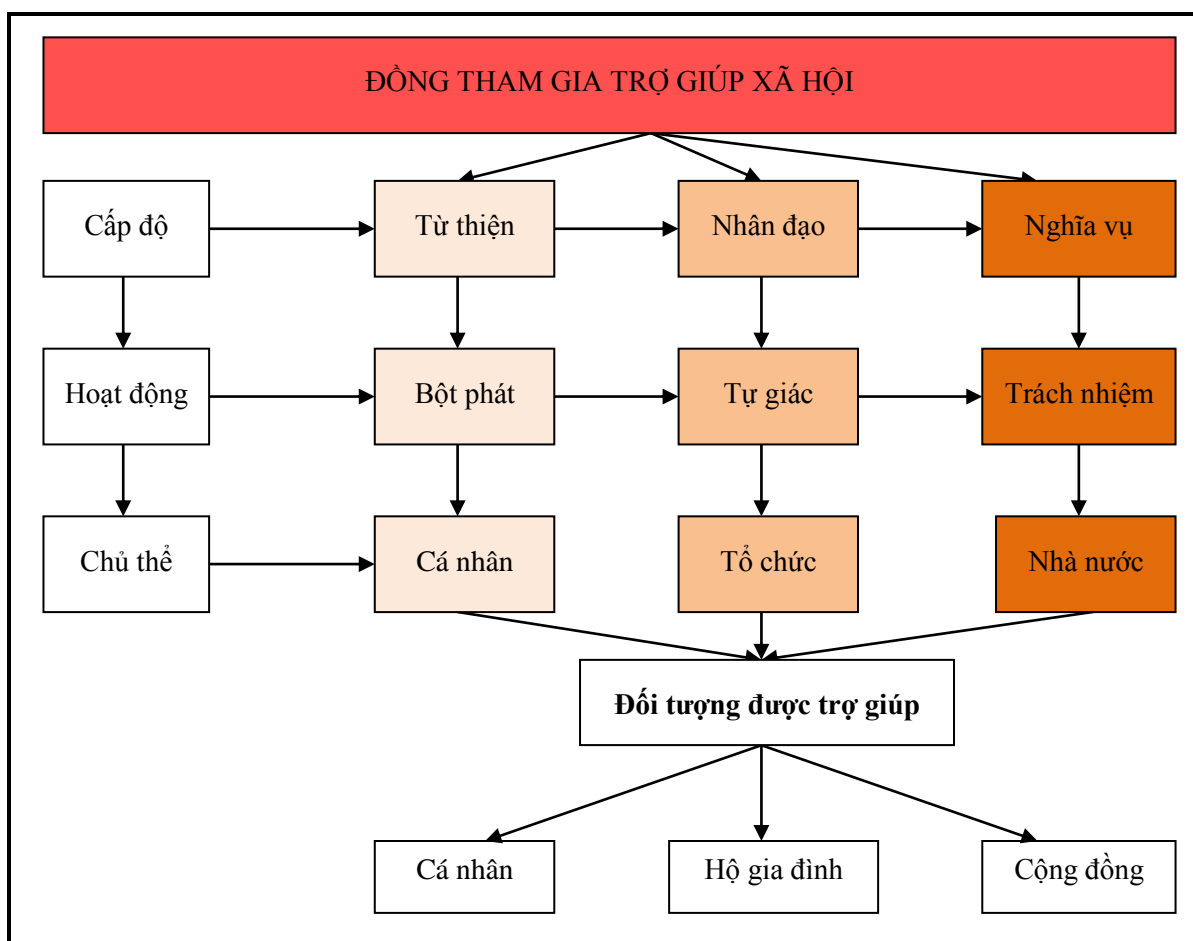 ĐỒNG THAM GIA TRỢ GIÚP XÃ HỘI
Cấp độ
Từ thiện
Nhân đạo
Nghĩa vụ
Hoạt động
Bột phát
Tự giác
Trách nhiệm
Chủ thể
Cá nhân
Tổ chức
Nhà nước
Đối tượng được trợ giúp
Cá nhân
Hộ gia đình
Cộng đồng